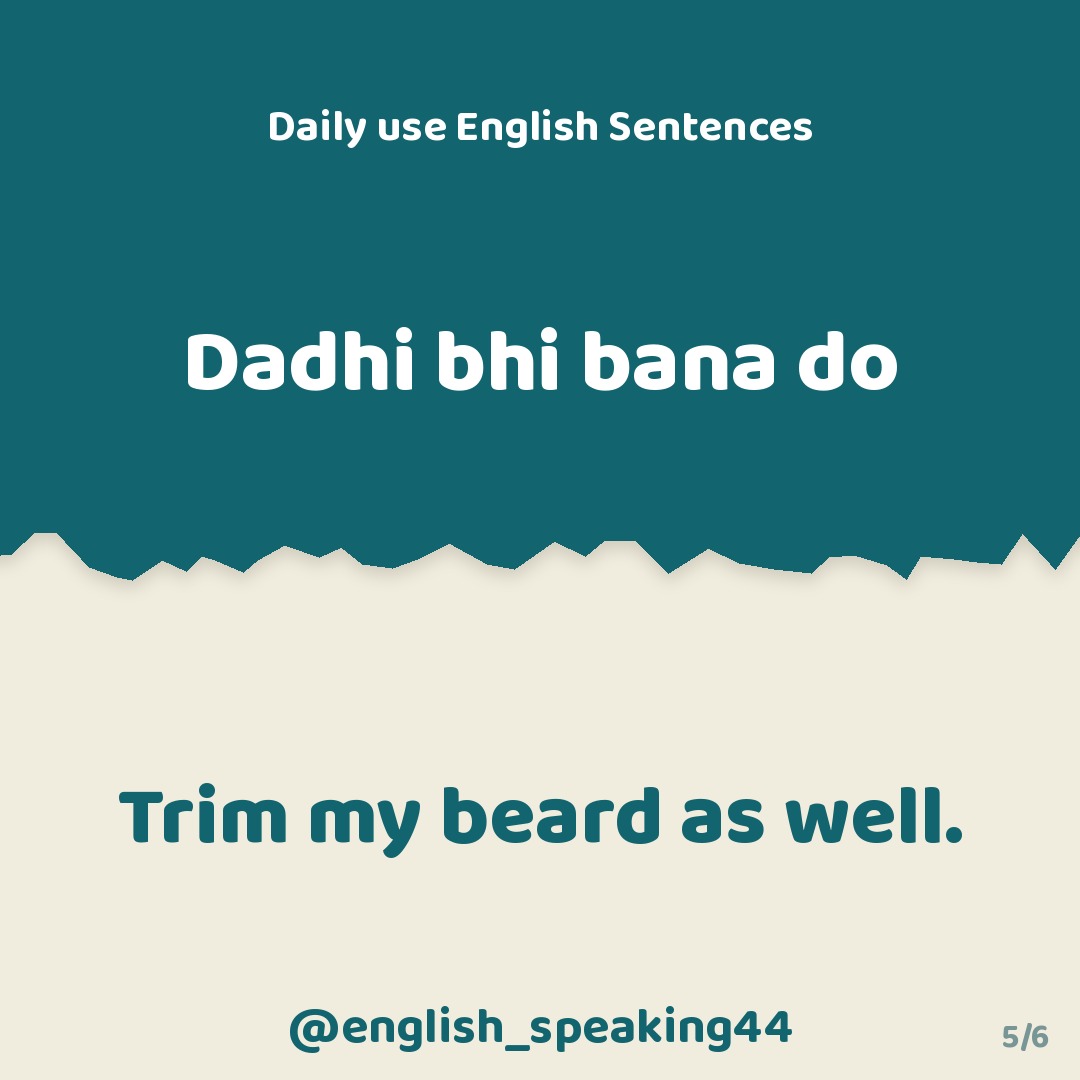 Daily use English Sentences
Dadhi bhi bana do
Trim my beard as well.
@english_speaking44
5/6